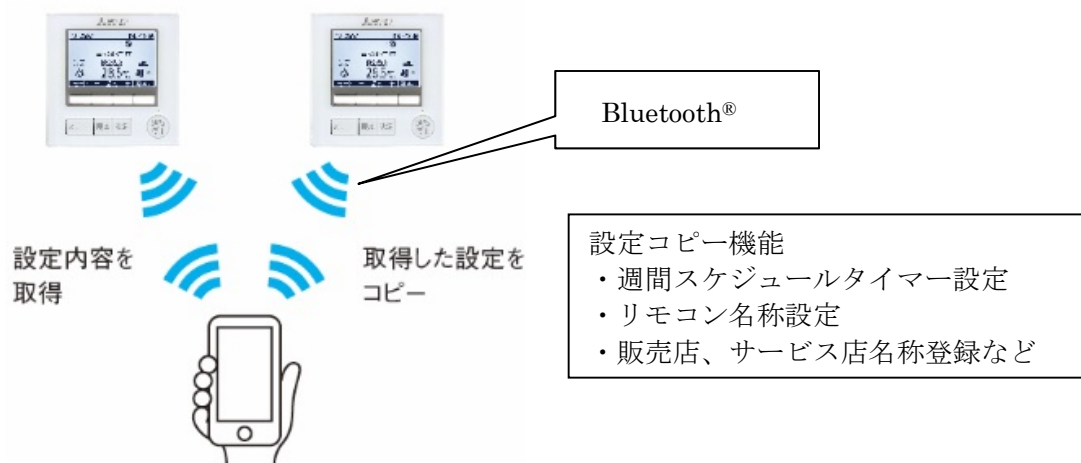 Bluetooth®
設定内容を
取得
取得した設定を
コピー
設定コピー機能
・週間スケジュールタイマー設定
・リモコン名称設定
・販売店、サービス店名称登録など